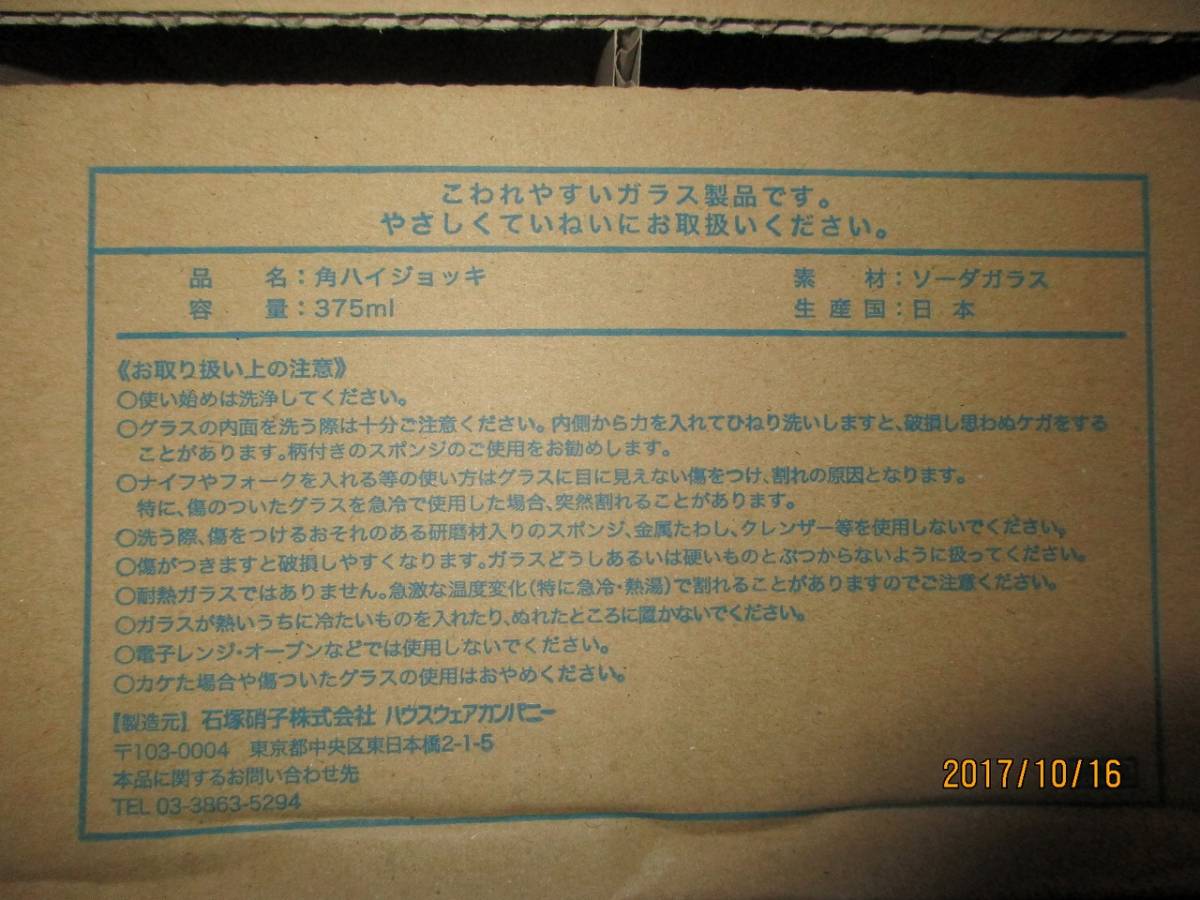 こわれやすいガラス製品です。
やさしくていねいにお取扱いください。
品　名：角ハイジョッキ　素　材：ソーダガラス
容　量：375ml　生産国：日本
《お取り扱い上の注意》
○使い始めは洗浄してください。
○グラスの内面を洗う際は十分ご注意ください。内側から力を入れてひねり洗いしますと、破損し思わぬケガをする
ことがあります。柄付きのスポンジのご使用をお勧めします。
○ナイフやフォークを入れる等の使い方はグラスに目に見えない傷をつけ、割れの原因となります。
特に、傷のついたグラスを急冷で使用した場合、突然割れることがあります。
○洗う際、傷をつけるおそれのある研磨材入りのスポンジ、金属たわし、クレンザー等を使用しないでください。
○傷がつきますと破損しやすくなります。ガラスどうしあるいは硬いものとぶつからないように扱ってください。
○耐熱ガラスではありません。急激な温度変化(特に急冷・熱湯)で割れることがありますのでご注意ください。
○ガラスが熱いうちに冷たいものを入れたり、ぬれたところに置かないでください。
○電子レンジ・オーブンなどでは使用しないでください。
○カケた場合や傷ついたグラスの使用はおやめください。
【製造元】石塚硝子株式会社 ハウスウェアカンパニー
〒103-0004　東京都中央区東日本橋2-1-5
本品に関するお問い合わせ先
TEL 03-3863-5294
2017/10/16